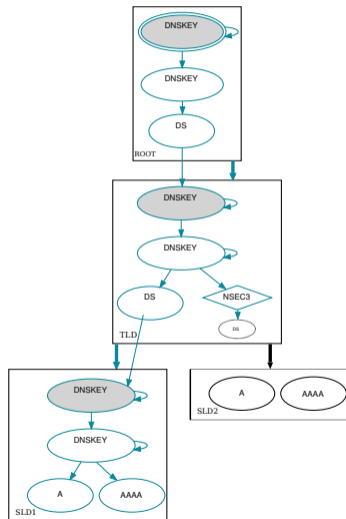 DNSKEY
DNSKEY
DS
ROOT
DNSKEY
DNSKEY
DS
NSEC3
DS
TLD
DNSKEY
DNSKEY
A
AAAA
SLD1
A
AAAA
SLD2